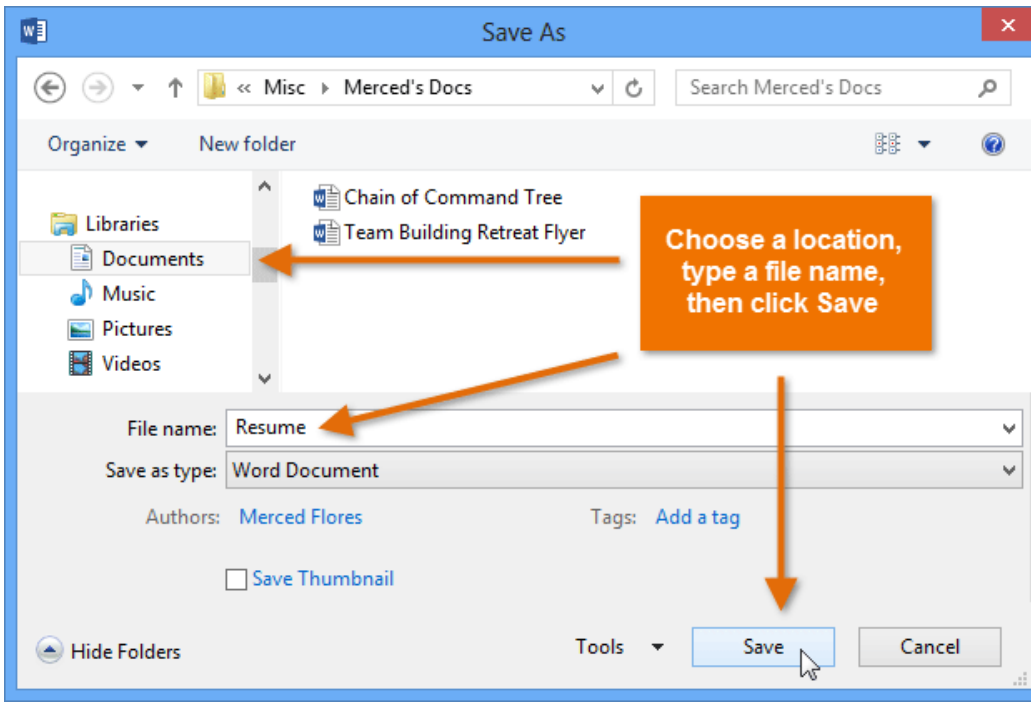 Save As
« Misc Merced's Docs
Search Merced's Docs
Organize
New folder
Libraries
Documents
Music
Pictures
Videos
Chain of Command Tree
Team Building Retreat Flyer
Choose a location,
type a file name,
then click Save
File name: Resume
Save as type: Word Document
Authors: Merced Flores
Tags: Add a tag
Save Thumbnail
Hide Folders
Tools
Save
Cancel